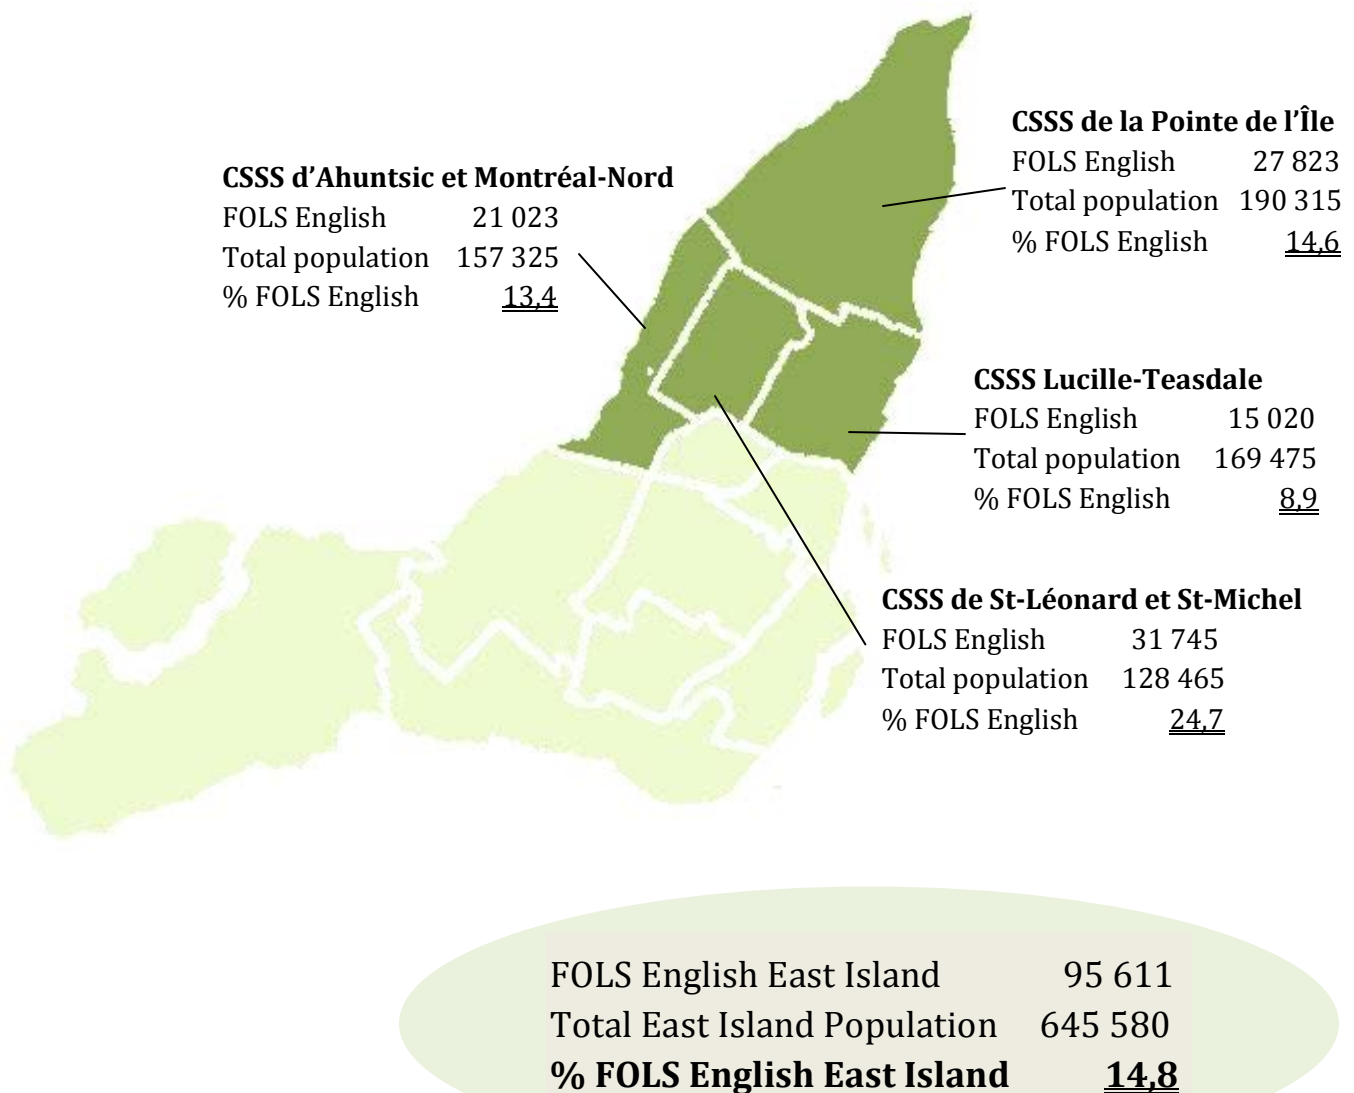 CSSS d’Ahuntsic et Montréal-Nord
FOLS English 21 023
Total population 157 325
% FOLS English 13,4
CSSS de la Pointe de l’Île
FOLS English 27 823
Total population 190 315
% FOLS English 14,6
CSSS Lucille-Teasdale
FOLS English 15 020
Total population 169 475
% FOLS English 8,9
CSSS de St-Léonard et St-Michel
FOLS English 31 745
Total population 128 465
% FOLS English 24,7
FOLS English East Island 95 611
Total East Island Population 645 580
% FOLS English East Island 14,8